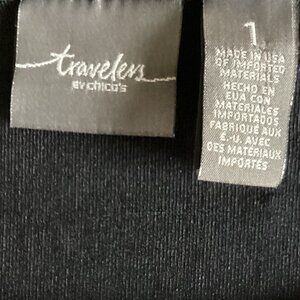 travelers
BY CHICO'S
1
MADE IN USA
OF IMPORTED
MATERIALS
HECHO EN
EUA CON
MATERIALES
IMPORTADOS
FABRIQUE AUX
É.-U. AVEC
DES MATÉRIAUX
IMPORTÉS